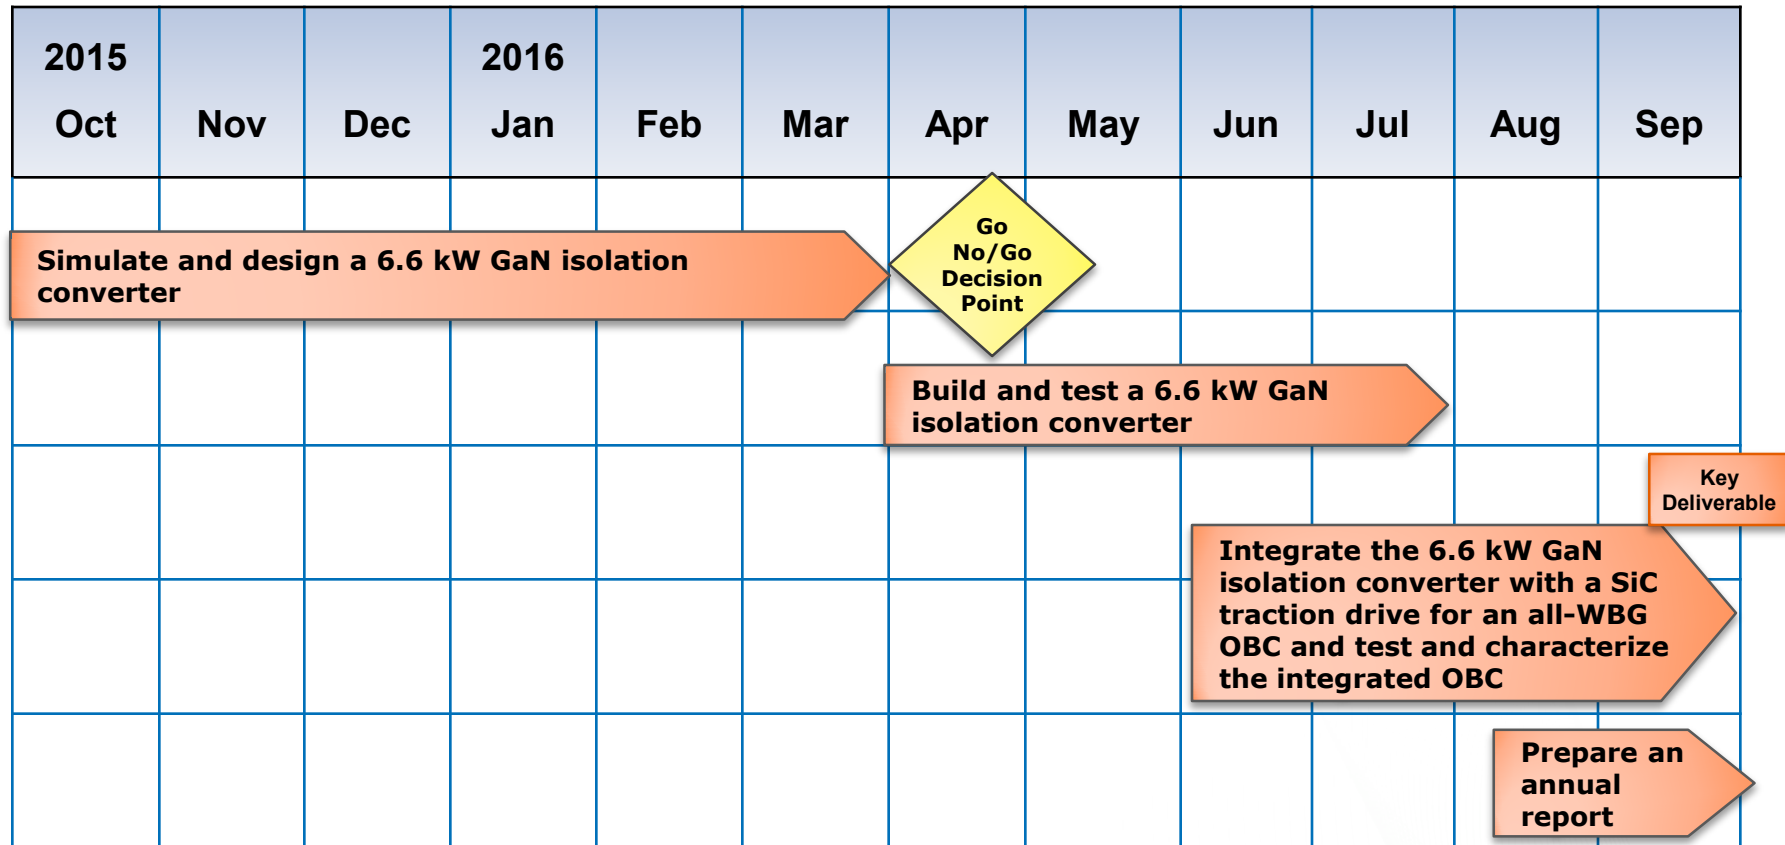 2015
2016
Oct Nov Dec Jan Feb Mar Apr May Jun Jul Aug Sep
Simulate and design a 6.6 kW GaN isolation
converter
Go
No/Go
Decision
Point
Build and test a 6.6 kW GaN
isolation converter
Key
Deliverable
Integrate the 6.6 kW GaN
isolation converter with a SiC
traction drive for an all-WBG
OBC and test and characterize
the integrated OBC
Prepare an
annual
report